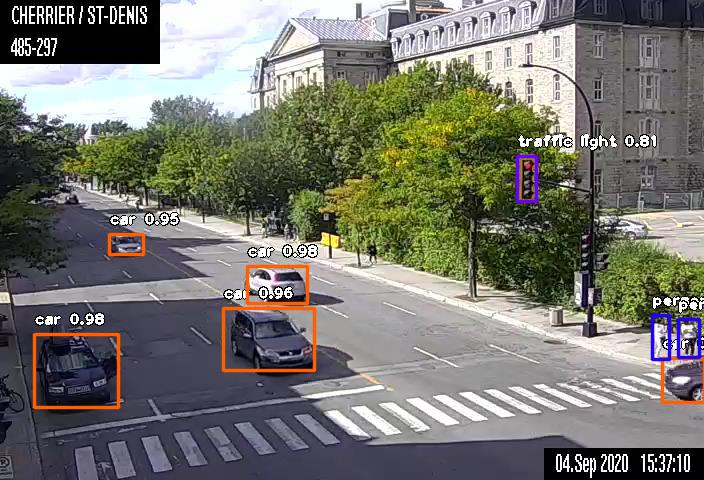 CHERRIER / ST-DENIS
485-297
traffic light 0.81
car 0.95
car 0.98
car 0.96
car 0.98
04.Sep 2020 15:37:10